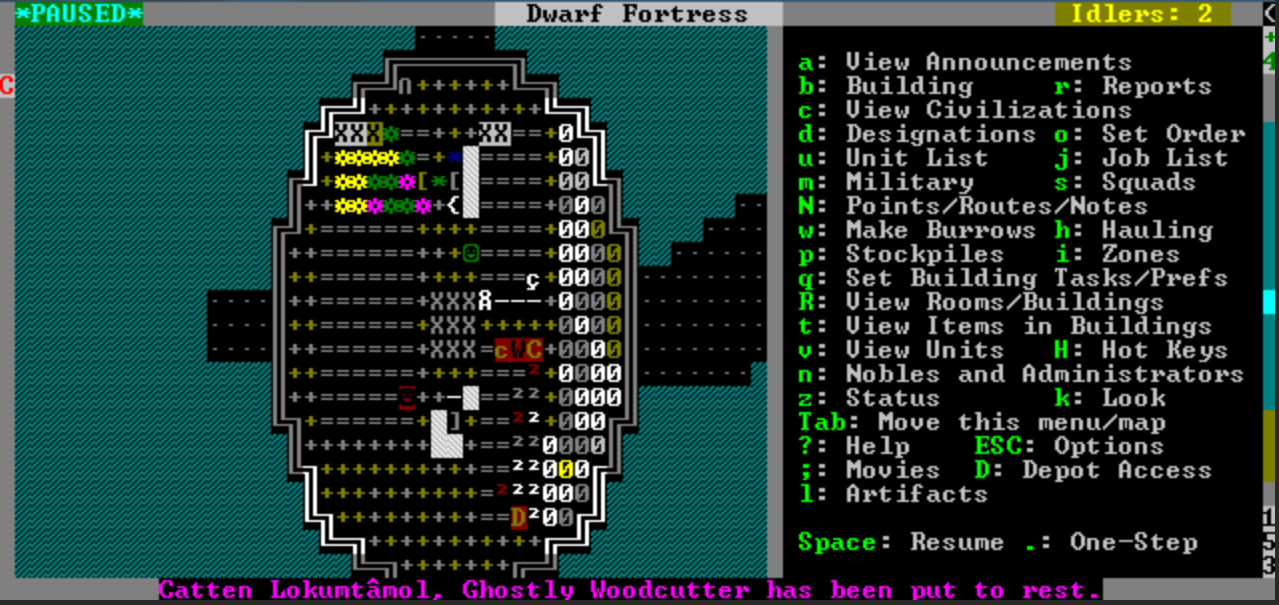 *PAUSED* Dwarf Fortress Idlers: 2
a: View Announcements
b: Building r: Reports
c: View Civilizations
d: Designations o: Set Order
u: Unit List j: Job List
m: Military s: Squads
N: Points/Routes/Notes
w: Make Burrows h: Hauling
p: Stockpiles i: Zones
q: Set Building Tasks/Prefs
R: View Rooms/Buildings
t: View Items in Buildings
v: View Units H: Hot Keys
n: Nobles and Administrators
z: Status k: Look
Tab: Move this menu/map
?: Help ESC: Options
;: Movies D: Depot Access
l: Artifacts
Space: Resume .: One-Step
Catten Lokumtâmol, Ghostly Woodcutter has been put to rest.